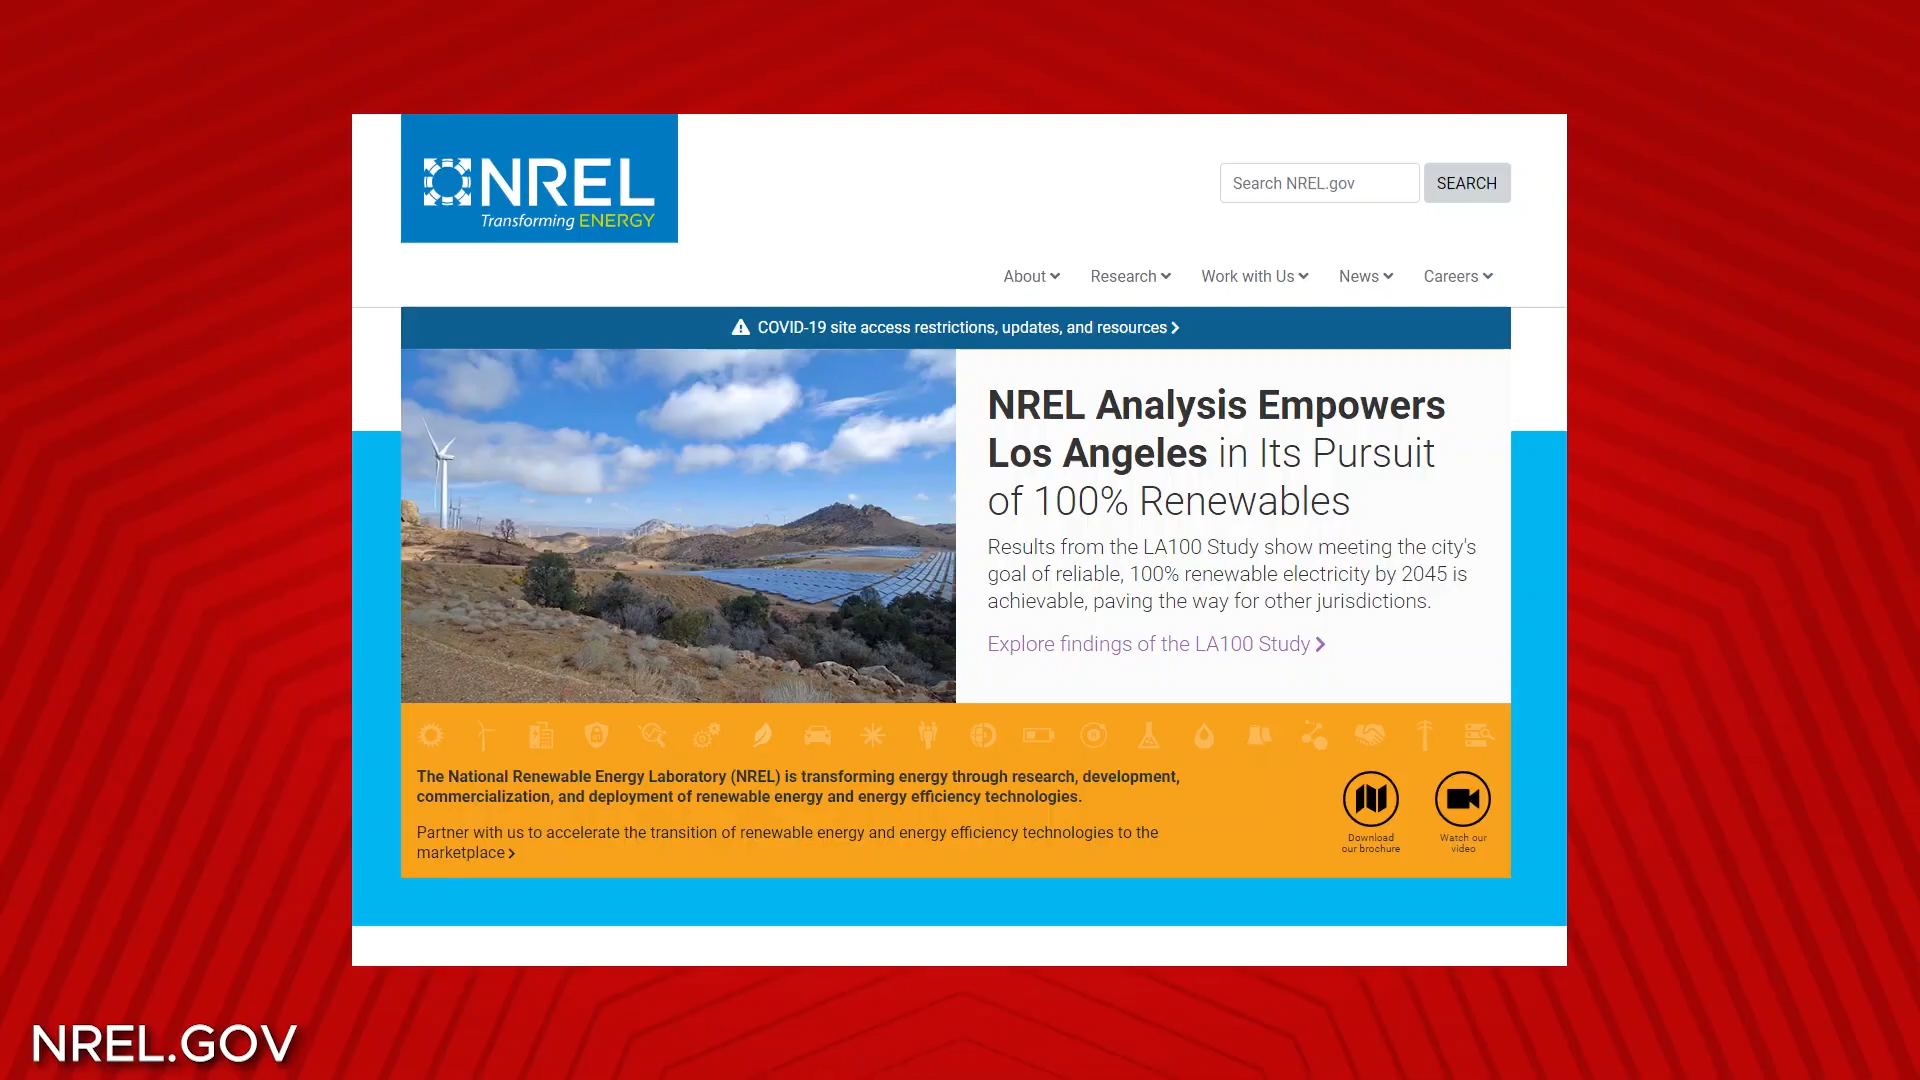 NREL
Transforming ENERGY
Search NREL.gov
SEARCH
About
Research
Work with Us
News
Careers
COVID-19 site access restrictions, updates, and resources
NREL Analysis Empowers
Los Angeles in Its Pursuit
of 100% Renewables
Results from the LA100 Study show meeting the city's
goal of reliable, 100% renewable electricity by 2045 is
achievable, paving the way for other jurisdictions.
Explore findings of the LA100 Study
The National Renewable Energy Laboratory (NREL) is transforming energy through research, development,
commercialization, and deployment of renewable energy and energy efficiency technologies.
Partner with us to accelerate the transition of renewable energy and energy efficiency technologies to the
marketplace
Download
our brochure
Watch our
video
NREL.GOV